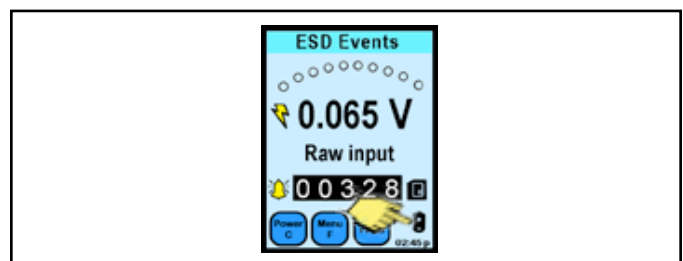 ESD Events
0.065 V
Raw input
00328
Power Menu
C F
02:45 p